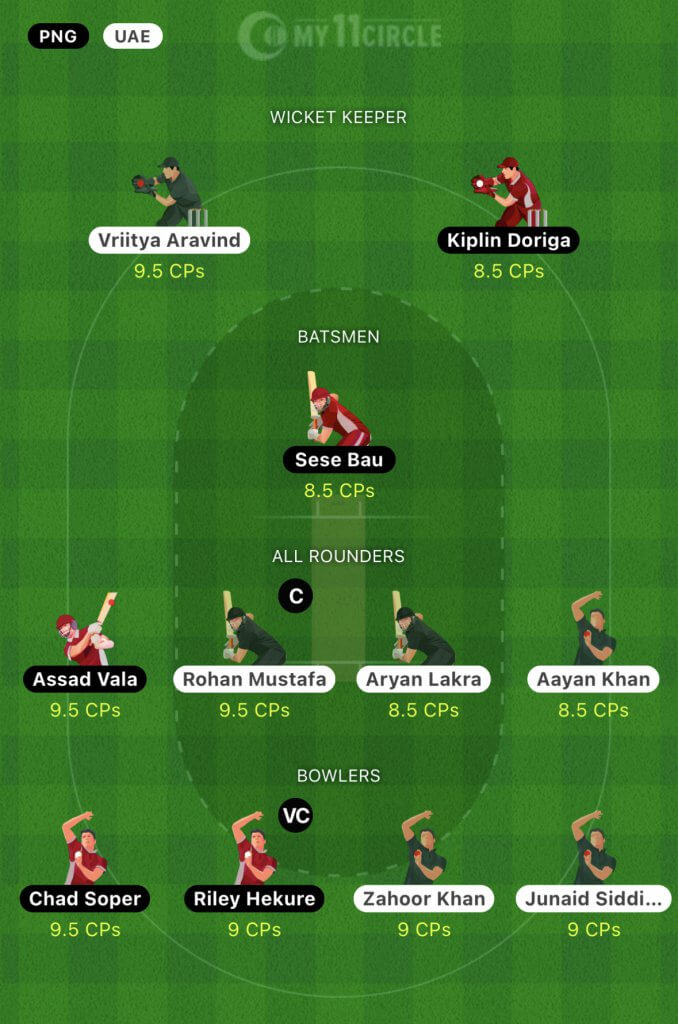 PNG UAE MY11CIRCLE
WICKET KEEPER
Vriitya Aravind Kiplin Doriga
9.5 CPs 8.5 CPs
BATSMEN
Sese Bau
8.5 CPs
ALL ROUNDERS
C
Assad Vala Rohan Mustafa Aryan Lakra Aayan Khan
9.5 CPs 9.5 CPs 8.5 CPs 8.5 CPs
BOWLERS
VC
Chad Soper Riley Hekure Zahoor Khan Junaid Siddi...
9.5 CPs 9 CPs 9 CPs 9 CPs